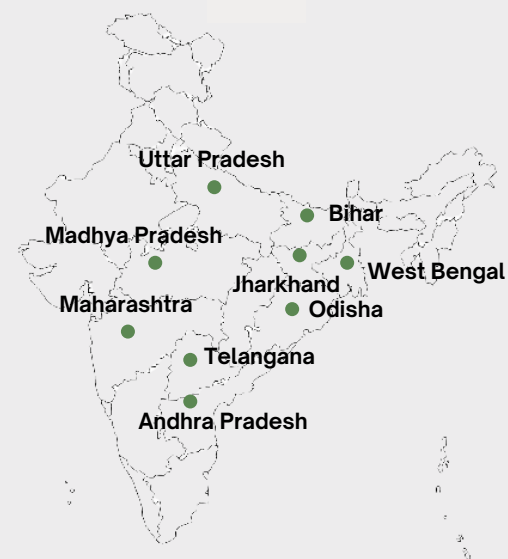 Uttar Pradesh
Bihar
Madhya Pradesh
West Bengal
Jharkhand
Maharashtra
Odisha
Telangana
Andhra Pradesh